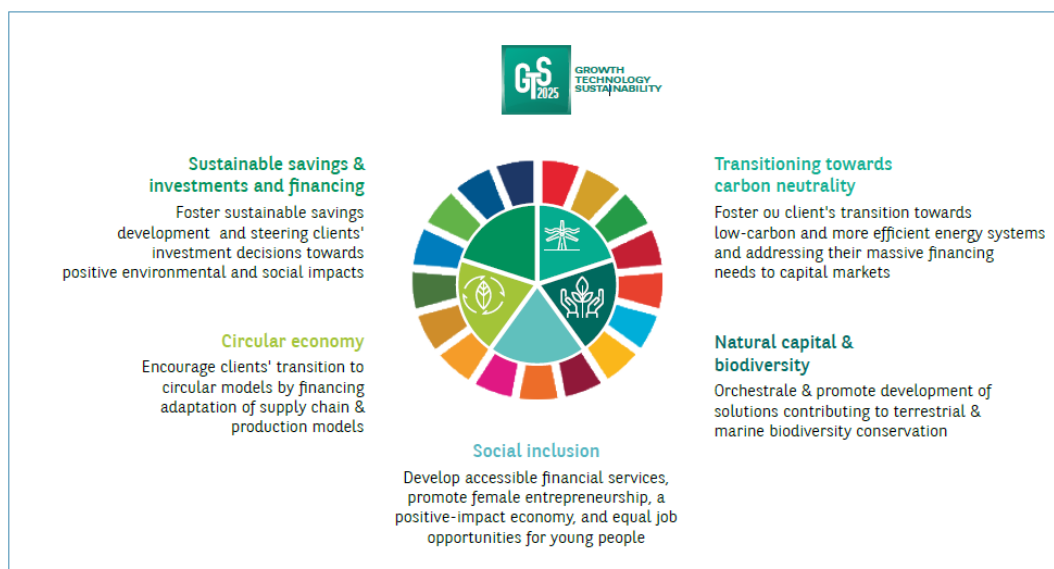 GTS
2025
GROWTH
TECHNOLOGY
SUSTAINABILITY
Sustainable savings &
investments and financing
Foster sustainable savings
development and steering clients'
investment decisions towards
positive environmental and social impacts
Transitioning towards
carbon neutrality
Foster ou client's transition towards
low-carbon and more efficient energy systems
and addressing their massive financing
needs to capital markets
Circular economy
Encourage clients' transition to
circular models by financing
adaptation of supply chain &
production models
Natural capital &
biodiversity
Orchestrale & promote development of
solutions contributing to terrestrial &
marine biodiversity conservation
Social inclusion
Develop accessible financial services,
promote female entrepreneurship, a
positive-impact economy, and equal job
opportunities for young people